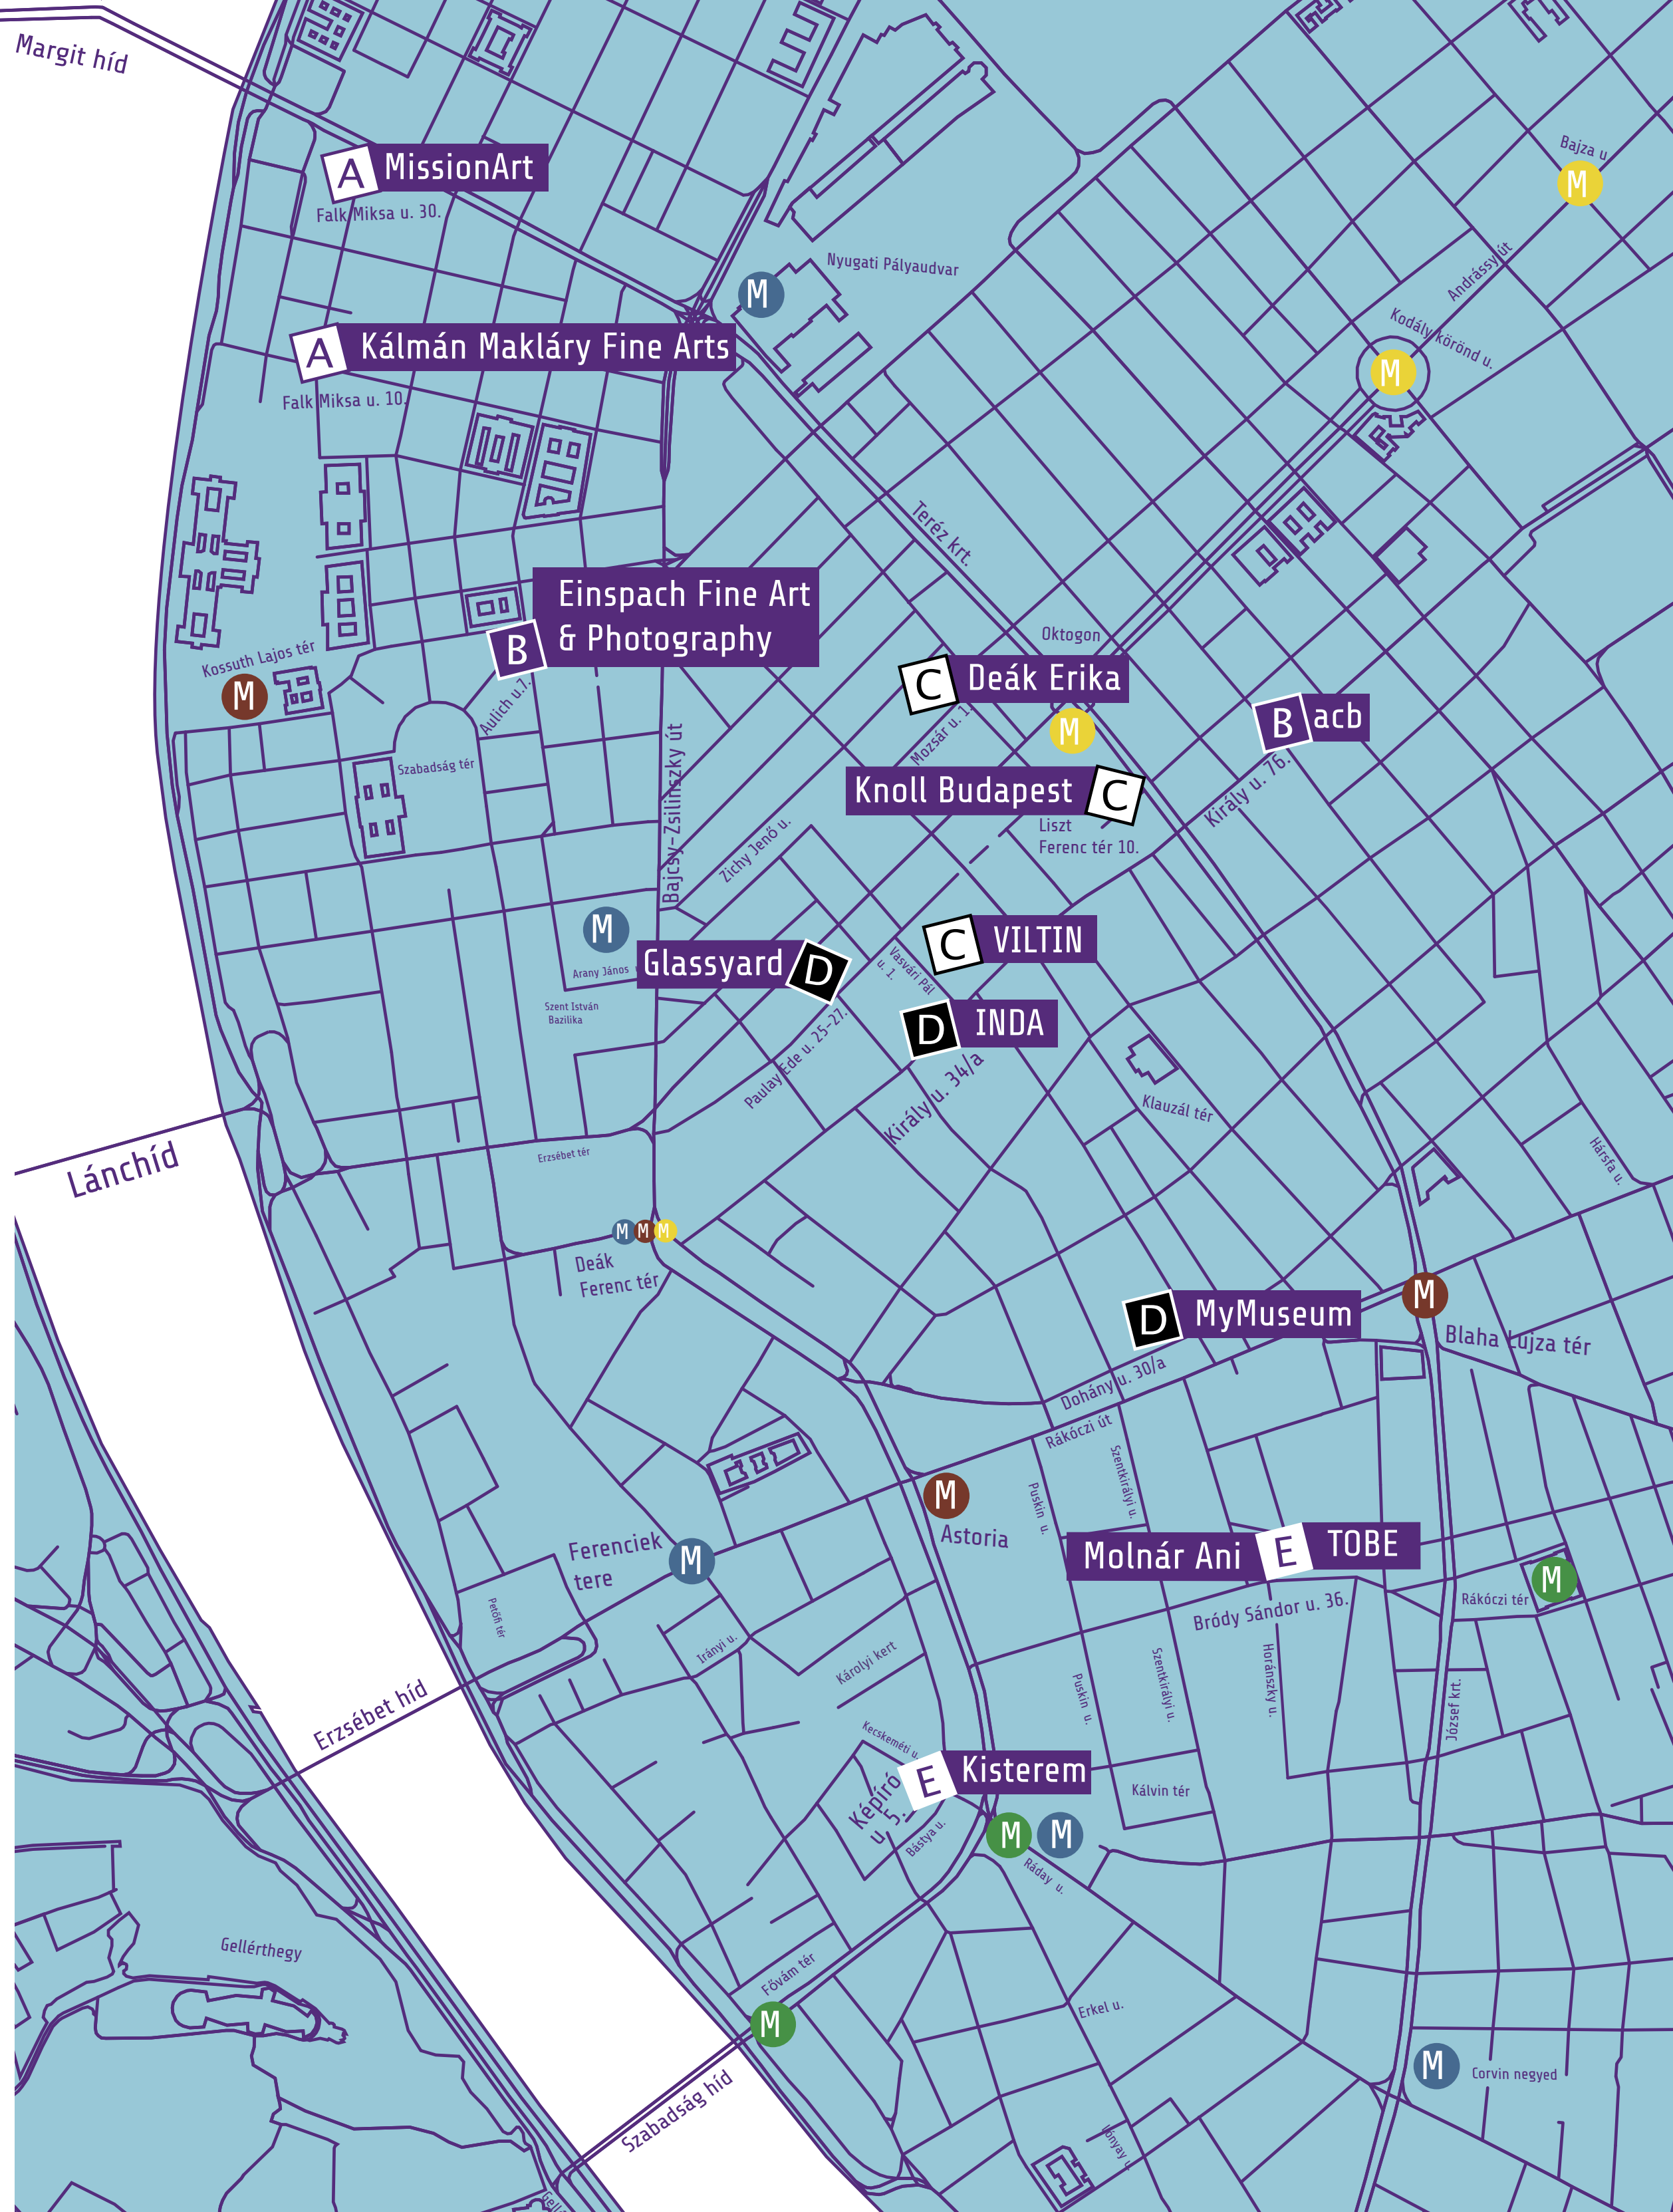 Margit híd
A MissionArt
Falk Miksa u. 30.
Bajza u
M
Nyugati Pályaudvar
M
Andrássy út
Kodály körönd u.
M
A Kálmán Makláry Fine Arts
Falk Miksa u. 10.
Teréz krt.
Einspach Fine Art
& Photography
B
Aulich u.7.
Kossuth Lajos tér
M
Szabadság tér
Oktogon
C Deák Erika
Mozsár u. 1.
M
B acb
Király u. 76.
Knoll Budapest C
Liszt
Ferenc tér 10.
Bajcsy-Zsilinszky út
Zichy Jenő u.
M
Arany János
Glassyard D
C VILTIN
Vasvári Pál
u. 1.
Szent István
Bazilika
D INDA
Paulay Ede u. 25-27.
Király u. 34/a
Klauzál tér
Hársfa u.
Lánchíd
Erzsébet tér
M M M
Deák
Ferenc tér
D MyMuseum
M
Blaha Lujza tér
Dohány u. 30/a
Rákóczi út
Szentkirályi u.
Puskin u.
M
Astoria
Ferenciek
tere
M
Molnár Ani E TOBE
M
Rákóczi tér
Bródy Sándor u. 36.
Petőfi tér
Irányi u.
Károlyi kert
Puskin u.
Szentkirályi u.
Horánszky u.
József krt.
Erzsébet híd
Kecskeméti u.
E Kisterem
Képíró
u. 5.
Bástya u.
Kálvin tér
M M
Ráday u.
Gellérthegy
Fővám tér
M
Erkel u.
M
Corvin negyed
Szabadság híd